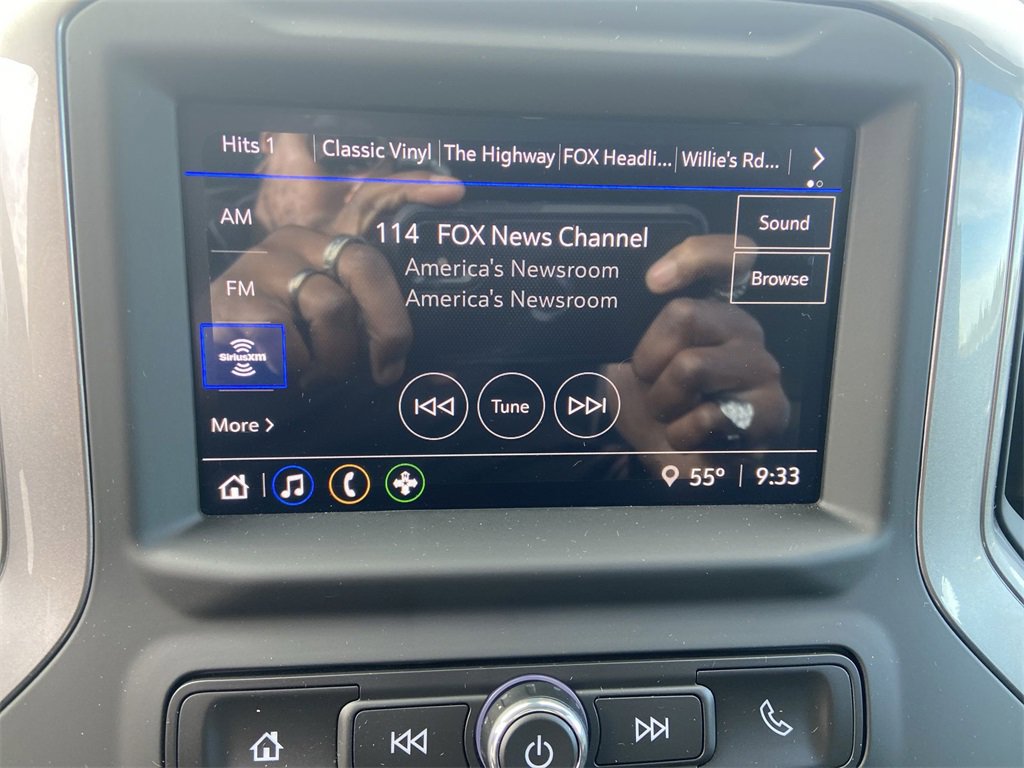 Hits 1
Classic Vinyl
The Highway
FOX Headli...
Willie's Rd...
AM
114 FOX News Channel
Sound
America's Newsroom
Browse
FM
America's Newsroom
SiriusXM
Tune
More
55° 9:33